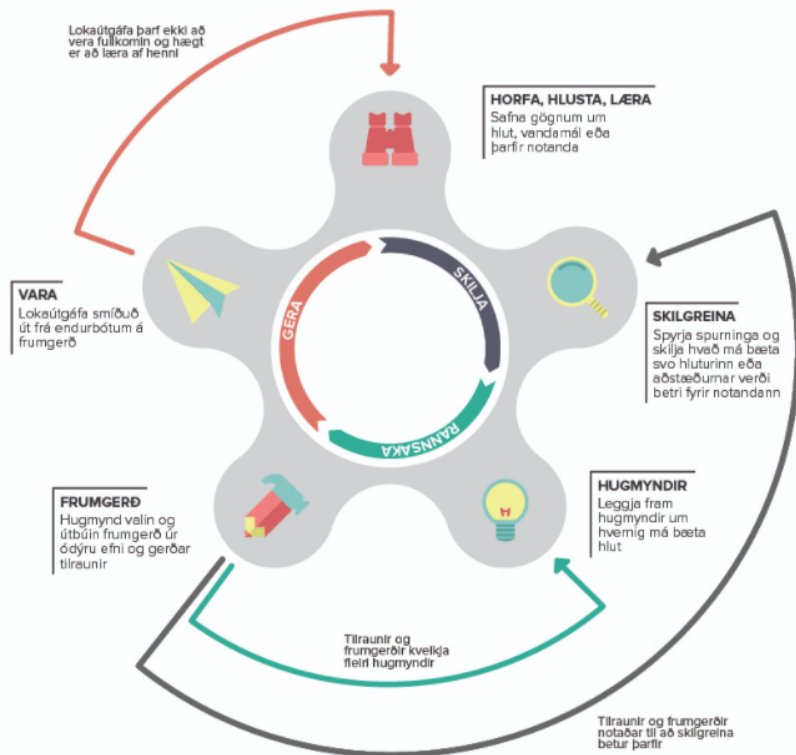 Lokaútgáfa þarf ekki að
vera fullkomin og hægt
er að læra af henni
HORFA, HLUSTA, LÆRA
Safna gögnum um
hlut, vandamál eða
þarfir notanda
SKILJA
GERA
RANNSAKA
VARA
Lokaútgáfa smíðuð
út frá endurbótum á
frumgerð
SKILGREINA
Spyrja spurninga og
skilja hvað má bæta
svo hluturinn eða
aðstæðurnar verði
betri fyrir notandann
FRUMGERÐ
Hugmynd valin og
útbúin frumgerð úr
ódýru efni og gerðar
tilraunir
HUGMYNDIR
Leggja fram
hugmyndir um
hvernig má bæta
hlut
Tilraunir og
frumgerðir kveikja
fleiri hugmyndir
Tilraunir og frumgerðir
notaðar til að skilgreina
betur þarfir